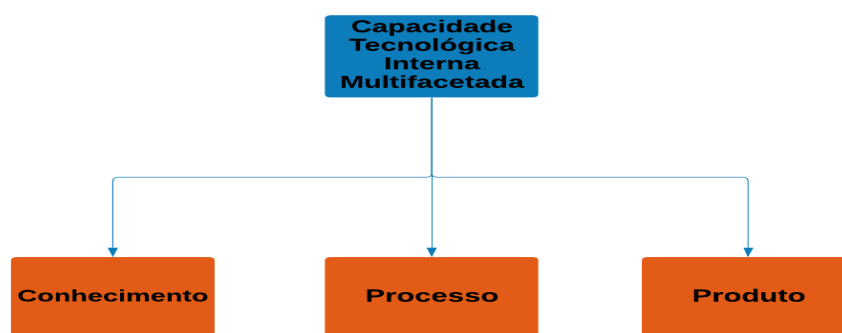 Capacidade
Tecnológica
Interna
Multifacetada
Conhecimento
Processo
Produto